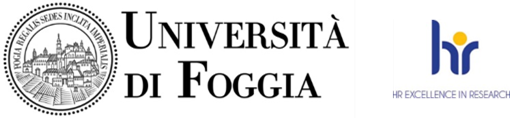 FOGIA REGALIS SEDES INCLITA IMPERIALIS
UNIVERSITÀ
DI FOGGIA
hr
HR EXCELLENCE IN RESEARCH